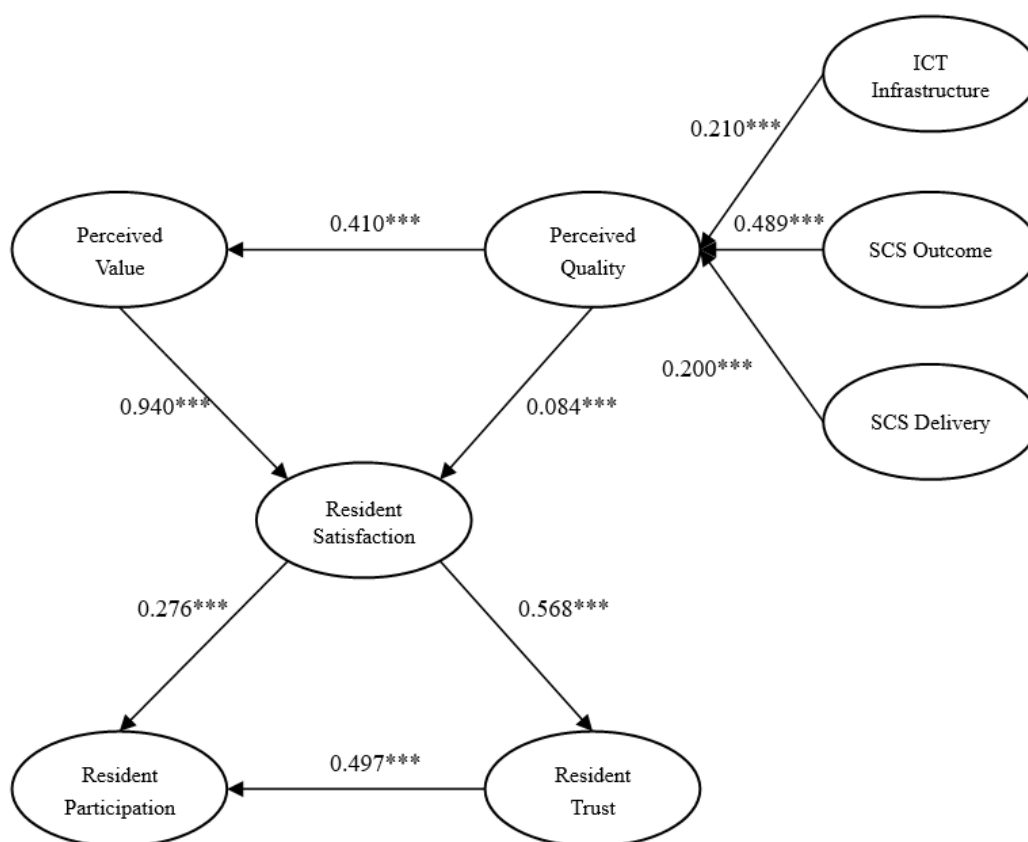 ICT
Infrastructure
0.210***
Perceived
Value
0.410***
Perceived
Quality
0.489***
SCS Outcome
0.940***
0.084***
0.200***
SCS Delivery
Resident
Satisfaction
0.276***
0.568***
Resident
Participation
0.497***
Resident
Trust